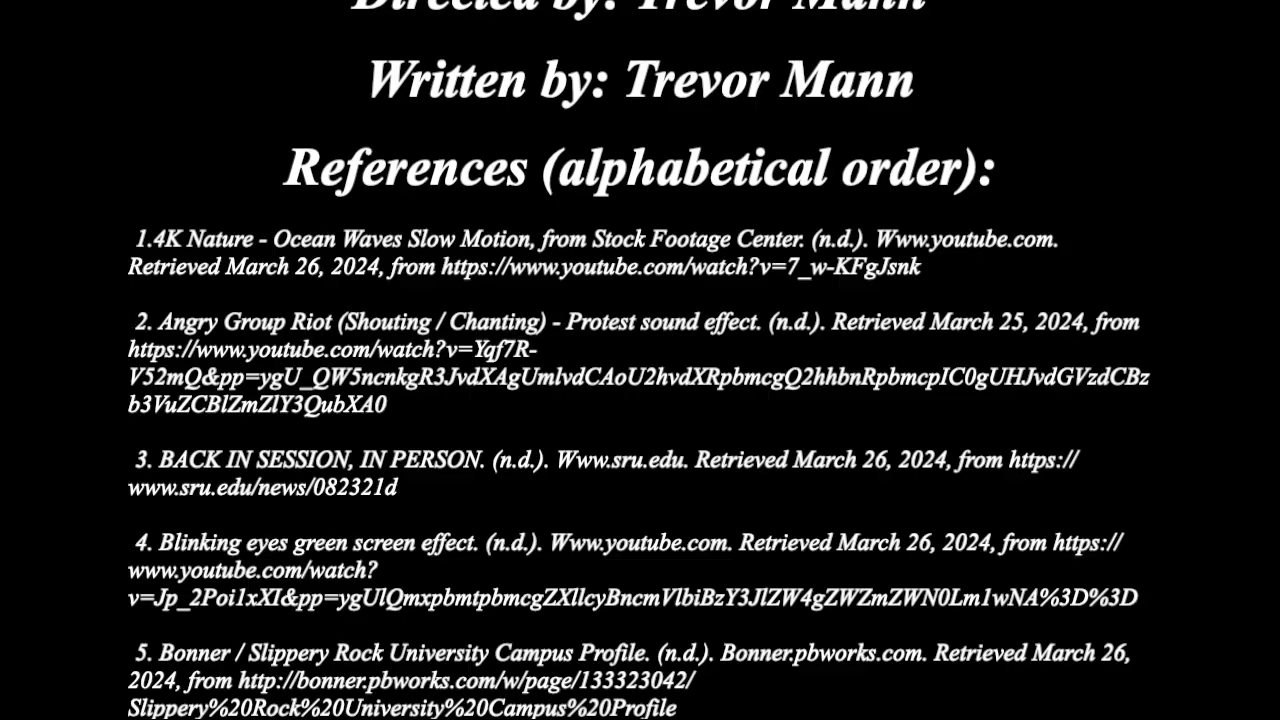 Directed by: Trevor Mann
Written by: Trevor Mann
References (alphabetical order):
1.4K Nature - Ocean Waves Slow Motion, from Stock Footage Center. (n.d.). Www.youtube.com.
Retrieved March 26, 2024, from https://www.youtube.com/watch?v=7_w-KFgJsnk
2. Angry Group Riot (Shouting / Chanting) - Protest sound effect. (n.d.). Retrieved March 25, 2024, from
https://www.youtube.com/watch?v=Yqf7R-
V52mQ&pp=ygU_QW5ncnkgR3JvdXAgUmlvdCAoU2hvdXRpbmcgQ2hhbnRpbmcpIC0gUHJvdGVzdCBz
b3VuZCBlZmZlY3QubXA0
3. BACK IN SESSION, IN PERSON. (n.d.). Www.sru.edu. Retrieved March 26, 2024, from https://
www.sru.edu/news/082321d
4. Blinking eyes green screen effect. (n.d.). Www.youtube.com. Retrieved March 26, 2024, from https://
www.youtube.com/watch?
v=Jp_2Poi1xXI&pp=ygUlQmxpbmtpbmcgZXllcyBncmVlbiBzY3JlZW4gZWZmZWN0Lm1wNA%3D%3D
5. Bonner / Slippery Rock University Campus Profile. (n.d.). Bonner.pbworks.com. Retrieved March 26,
2024, from http://bonner.pbworks.com/w/page/133323042/
Slippery%20Rock%20University%20Campus%20Profile